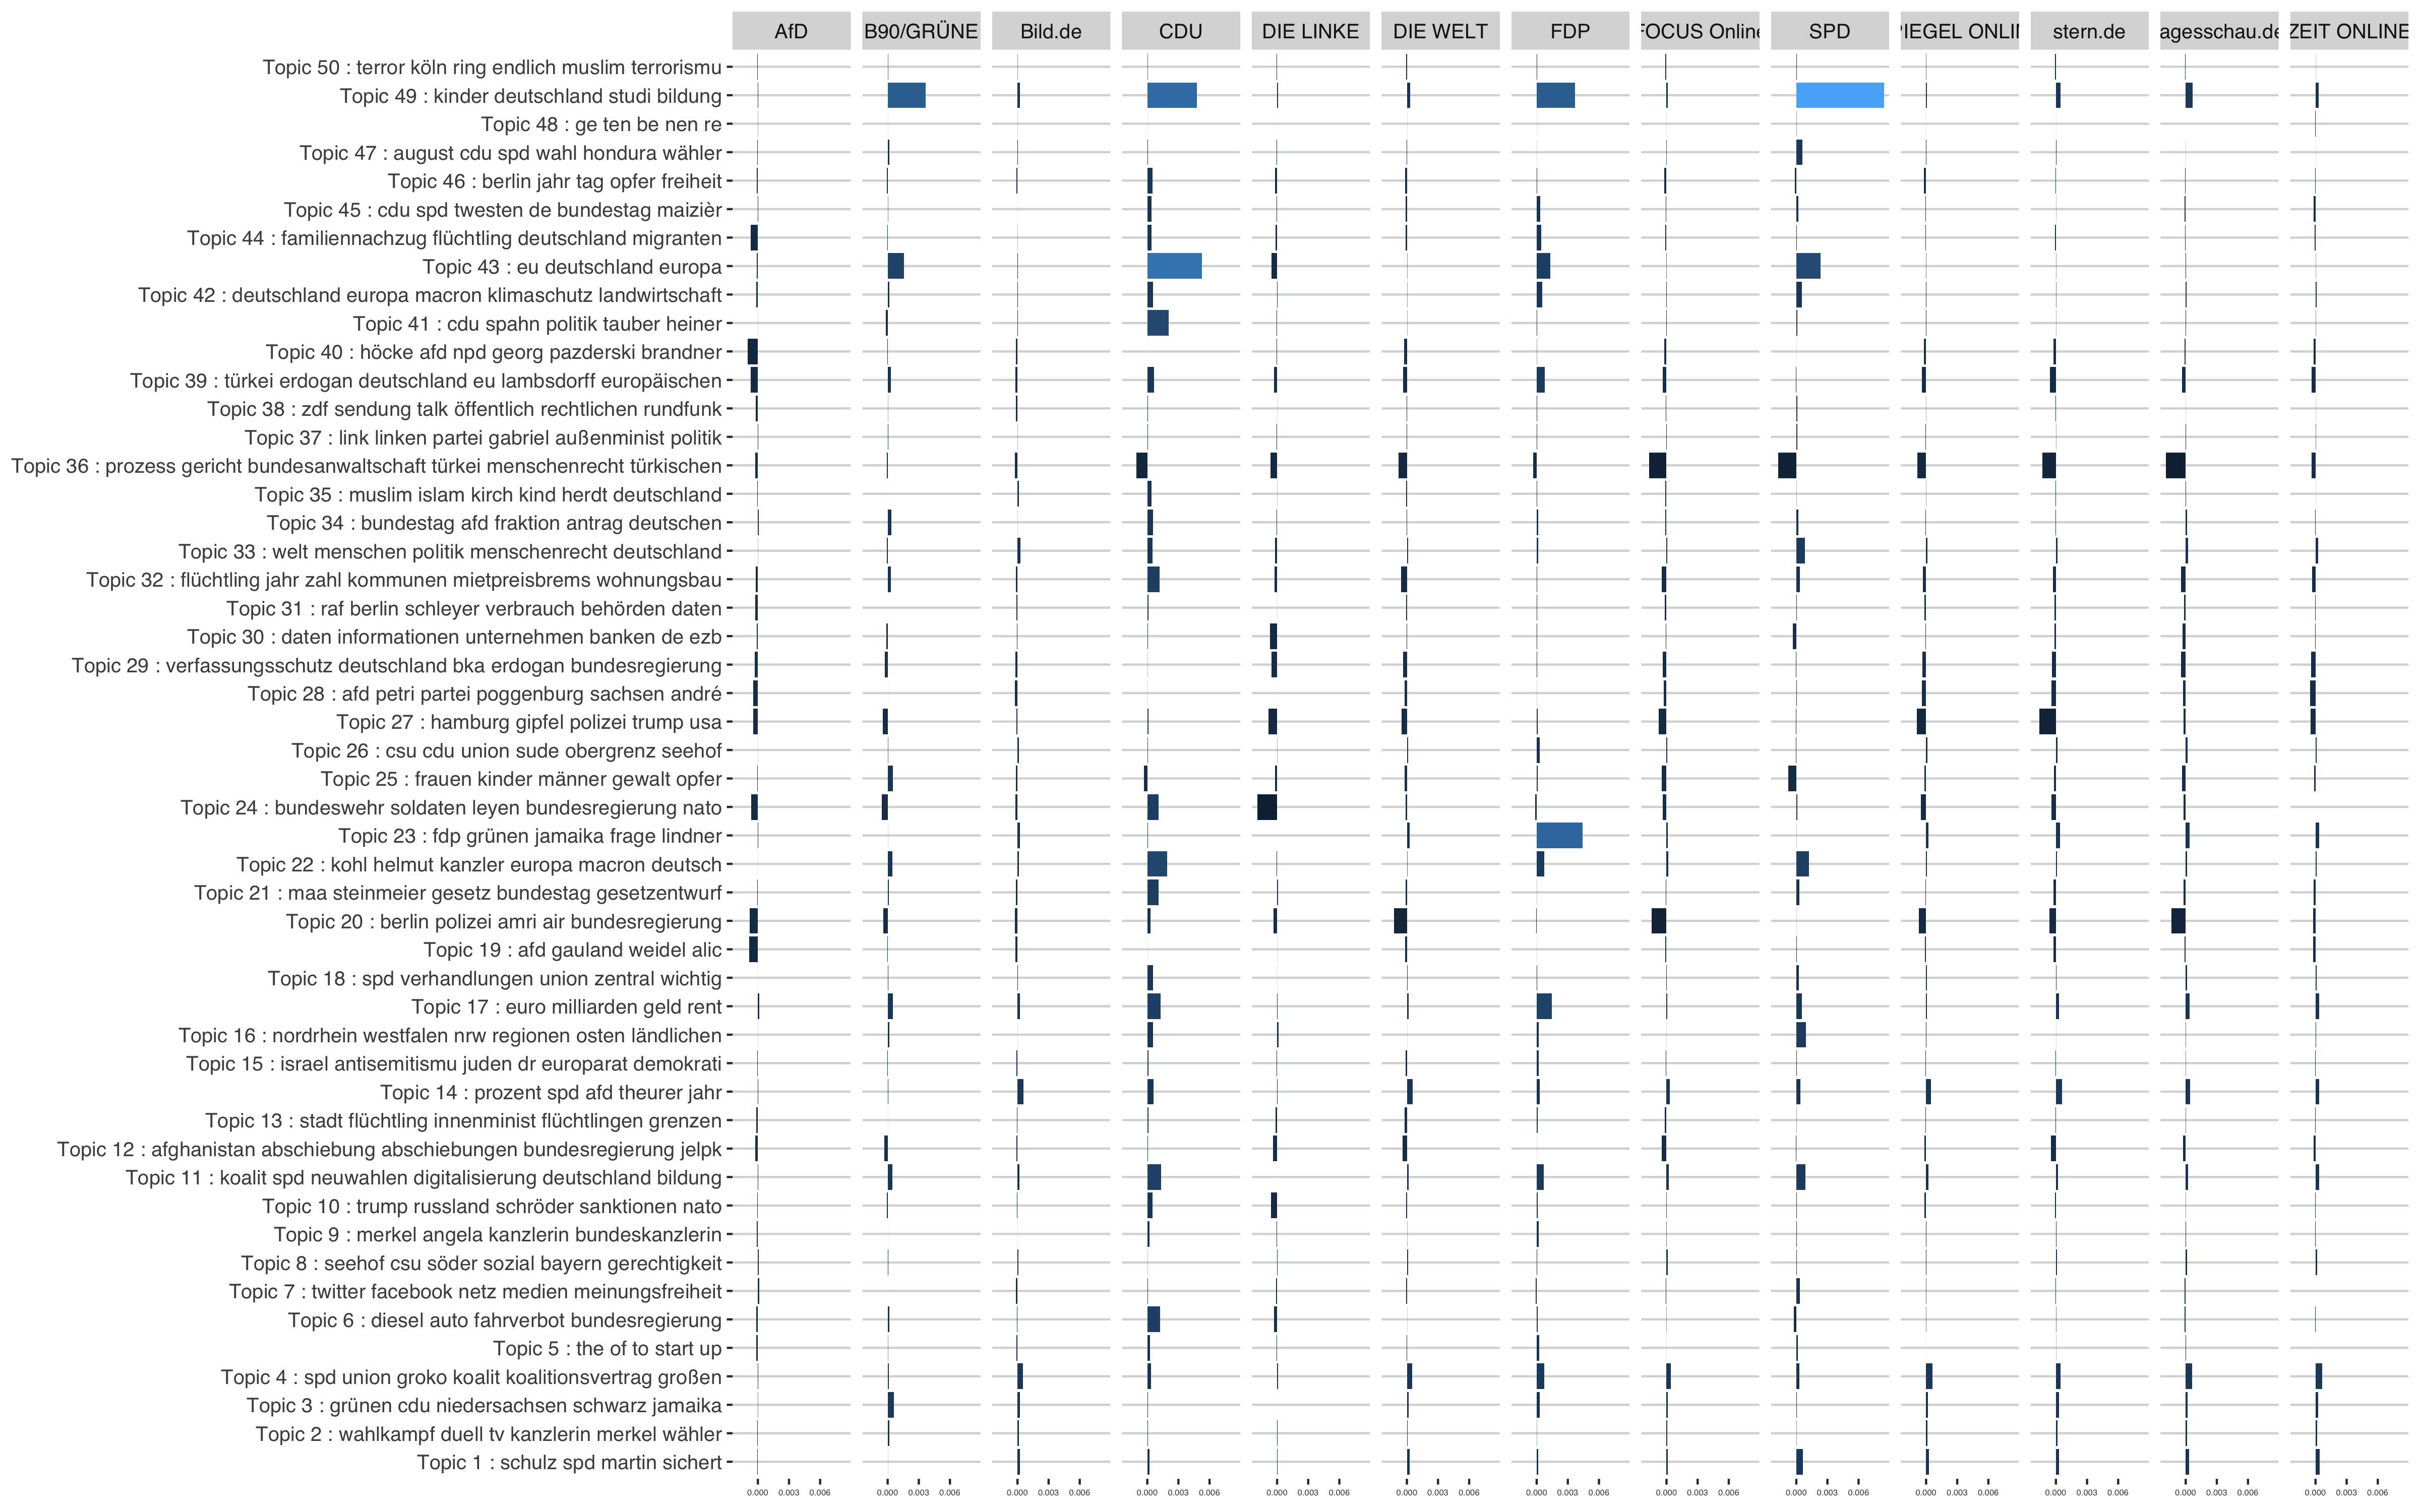 AfD B90/GRÜNE Bild.de CDU DIE LINKE DIE WELT FDP FOCUS Online SPD PIEGEL ONLIN stern.de agesschau.de ZEIT ONLINE
Topic 50 : terror köln ring endlich muslim terrorismu
Topic 49 : kinder deutschland studi bildung
Topic 48 : ge ten be nen re
Topic 47 : august cdu spd wahl hondura wähler
Topic 46 : berlin jahr tag opfer freiheit
Topic 45 : cdu spd twesten de bundestag maizièr
Topic 44 : familiennachzug flüchtling deutschland migranten
Topic 43 : eu deutschland europa
Topic 42 : deutschland europa macron klimaschutz landwirtschaft
Topic 41 : cdu spahn politik tauber heiner
Topic 40 : höcke afd npd georg pazderski brandner
Topic 39 : türkei erdogan deutschland eu lambsdorff europäischen
Topic 38 : zdf sendung talk öffentlich rechtlichen rundfunk
Topic 37 : link linken partei gabriel außenminist politik
Topic 36 : prozess gericht bundesanwaltschaft türkei menschenrecht türkischen
Topic 35 : muslim islam kirch kind herdt deutschland
Topic 34 : bundestag afd fraktion antrag deutschen
Topic 33 : welt menschen politik menschenrecht deutschland
Topic 32 : flüchtling jahr zahl kommunen mietpreisbrems wohnungsbau
Topic 31 : raf berlin schleyer verbrauch behörden daten
Topic 30 : daten informationen unternehmen banken de ezb
Topic 29 : verfassungsschutz deutschland bka erdogan bundesregierung
Topic 28 : afd petri partei poggenburg sachsen andré
Topic 27 : hamburg gipfel polizei trump usa
Topic 26 : csu cdu union sude obergrenz seehof
Topic 25 : frauen kinder männer gewalt opfer
Topic 24 : bundeswehr soldaten leyen bundesregierung nato
Topic 23 : fdp grünen jamaika frage lindner
Topic 22 : kohl helmut kanzler europa macron deutsch
Topic 21 : maa steinmeier gesetz bundestag gesetzentwurf
Topic 20 : berlin polizei amri air bundesregierung
Topic 19 : afd gauland weidel alic
Topic 18 : spd verhandlungen union zentral wichtig
Topic 17 : euro milliarden geld rent
Topic 16 : nordrhein westfalen nrw regionen osten ländlichen
Topic 15 : israel antisemitismu juden dr europarat demokrati
Topic 14 : prozent spd afd theurer jahr
Topic 13 : stadt flüchtling innenminist flüchtlingen grenzen
Topic 12 : afghanistan abschiebung abschiebungen bundesregierung jelpk
Topic 11 : koalit spd neuwahlen digitalisierung deutschland bildung
Topic 10 : trump russland schröder sanktionen nato
Topic 9 : merkel angela kanzlerin bundeskanzlerin
Topic 8 : seehof csu söder sozial bayern gerechtigkeit
Topic 7 : twitter facebook netz medien meinungsfreiheit
Topic 6 : diesel auto fahrverbot bundesregierung
Topic 5 : the of to start up
Topic 4 : spd union groko koalit koalitionsvertrag großen
Topic 3 : grünen cdu niedersachsen schwarz jamaika
Topic 2 : wahlkampf duell tv kanzlerin merkel wähler
Topic 1 : schulz spd martin sichert
0.000 0.003 0.006 0.000 0.003 0.006 0.000 0.003 0.006 0.000 0.003 0.006 0.000 0.003 0.006 0.000 0.003 0.006 0.000 0.003 0.006 0.000 0.003 0.006 0.000 0.003 0.006 0.000 0.003 0.006 0.000 0.003 0.006 0.000 0.003 0.006 0.000 0.003 0.006